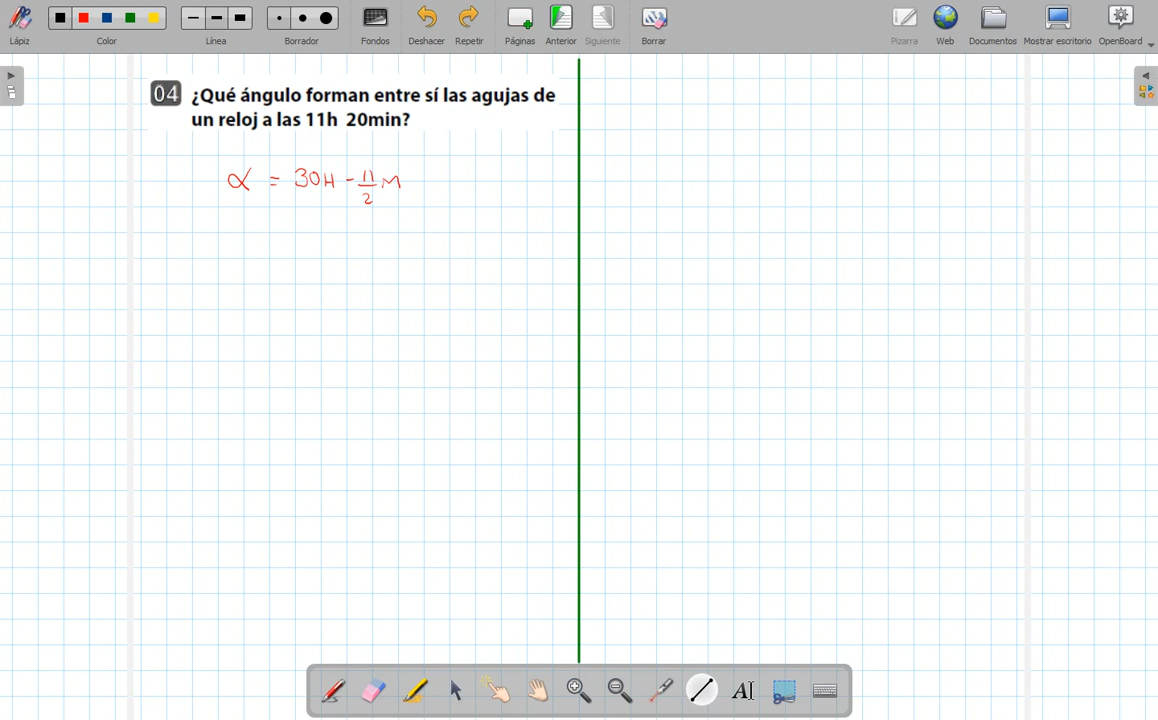 Lápiz Color Línea Borrador Fondos Deshacer Repetir Páginas Anterior Siguiente Borrar Pizarra Web Documentos Mostrar escritorio OpenBoard
04 ¿Qué ángulo forman entre sí las agujas de
un reloj a las 11h 20min?
α = 30H - 11/2 M
AI